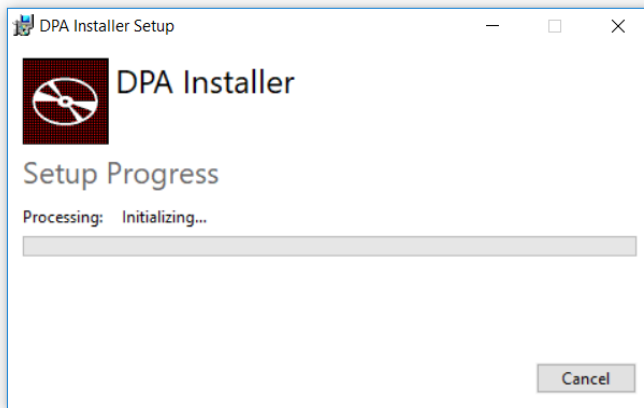 DPA Installer Setup
DPA Installer
Setup Progress
Processing: Initializing...
Cancel